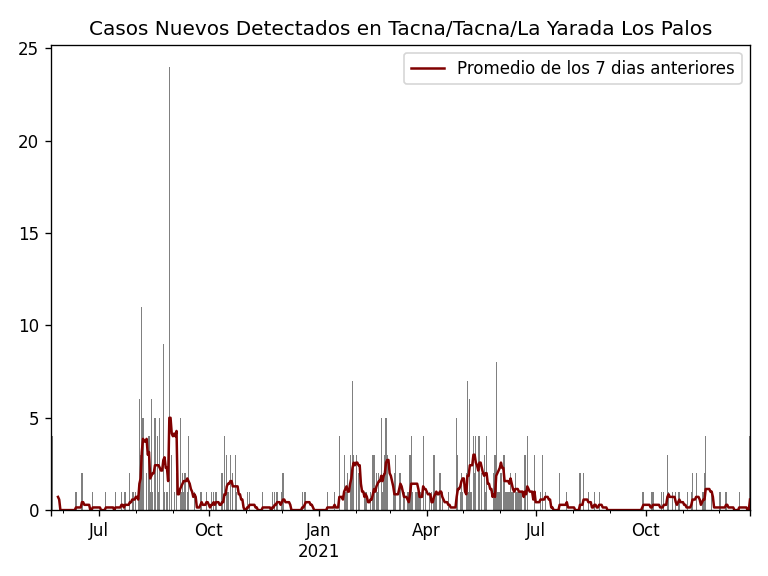 Casos Nuevos Detectados en Tacna/Tacna/La Yarada Los Palos
Promedio de los 7 dias anteriores
25
20
15
10
5
0
Jul Oct Jan Apr Jul Oct
2021